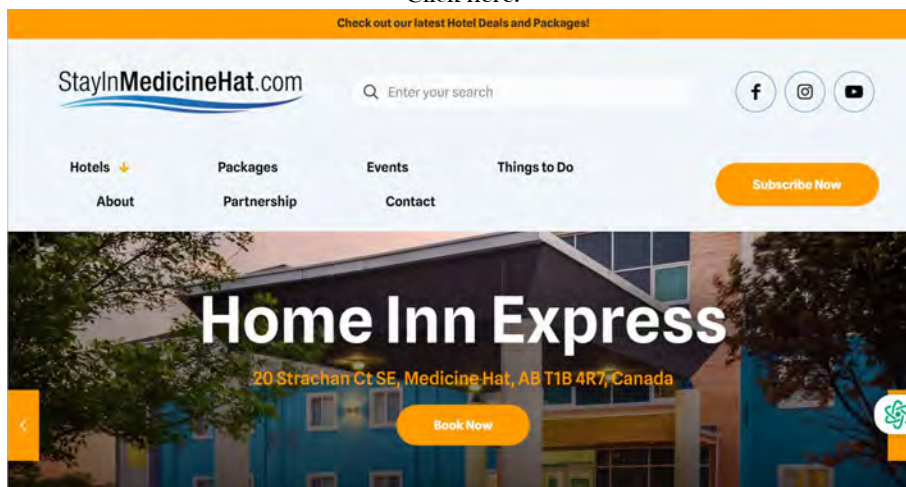 Click here.
Check out our latest Hotel Deals and Packages!
StayInMedicineHat.com
Enter your search
Hotels Packages Events Things to Do
Subscribe Now
About Partnership Contact
Home Inn Express
20 Strachan Ct SE, Medicine Hat, AB T1B 4R7, Canada
Book Now